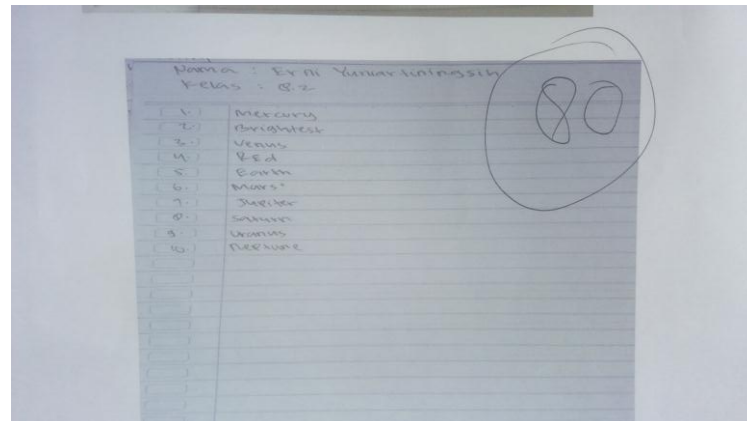 Nama : Erni Yuniartiningsih
Kelas : 8.2
80
1. Mercury
2. Brightest
3. Venus
4. Red
5. Earth
6. Mars
7. Jupiter
8. Saturn
9. Uranus
10. Neptune